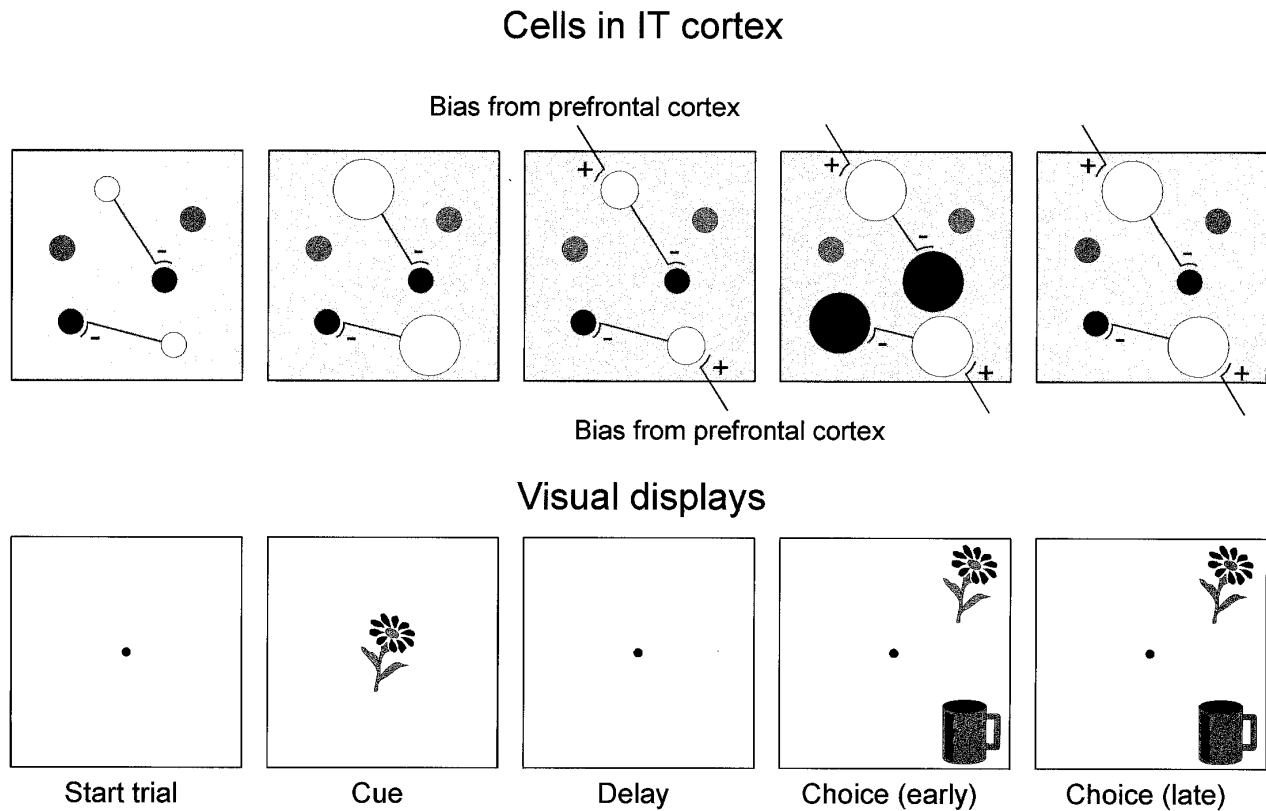 Cells in IT cortex
Bias from prefrontal cortex
+
+
+
-
-
-
-
-
-
-
-
-
-
+
+
+
Bias from prefrontal cortex
Visual displays
Start trial
Cue
Delay
Choice (early)
Choice (late)